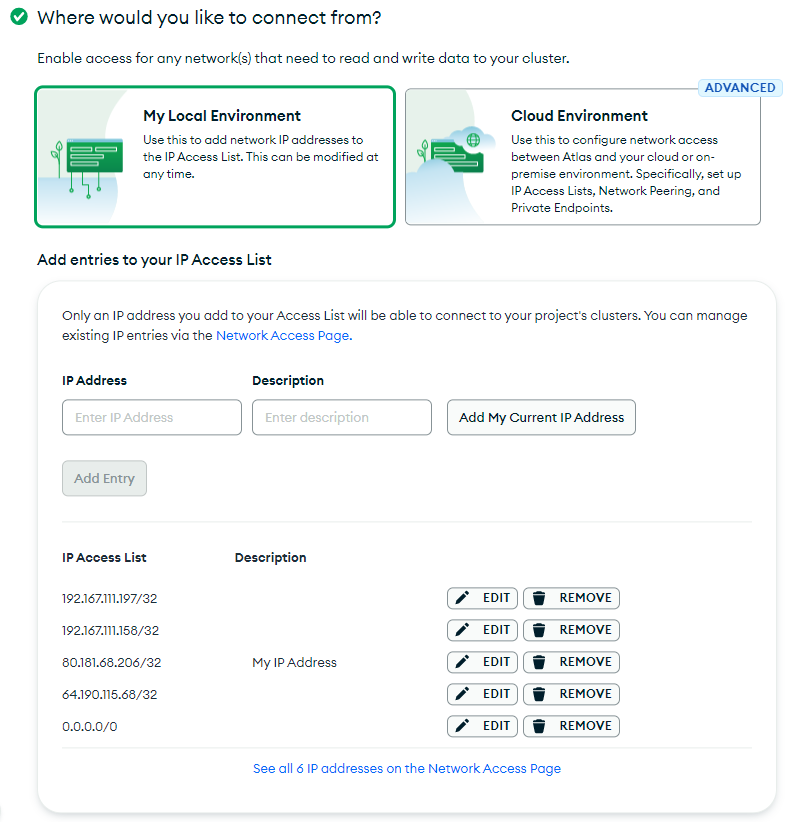 Where would you like to connect from?
Enable access for any network(s) that need to read and write data to your cluster.
ADVANCED
My Local Environment
Use this to add network IP addresses to
the IP Access List. This can be modified at
any time.
Cloud Environment
Use this to configure network access
between Atlas and your cloud or on-
premise environment. Specifically, set up
IP Access Lists, Network Peering, and
Private Endpoints.
Add entries to your IP Access List
Only an IP address you add to your Access List will be able to connect to your project's clusters. You can manage
existing IP entries via the Network Access Page.
IP Address Description
Enter IP Address Enter description Add My Current IP Address
Add Entry
IP Access List Description
192.167.111.197/32 EDIT REMOVE
192.167.111.158/32 EDIT REMOVE
80.181.68.206/32 My IP Address EDIT REMOVE
64.190.115.68/32 EDIT REMOVE
0.0.0.0/0 EDIT REMOVE
See all 6 IP addresses on the Network Access Page